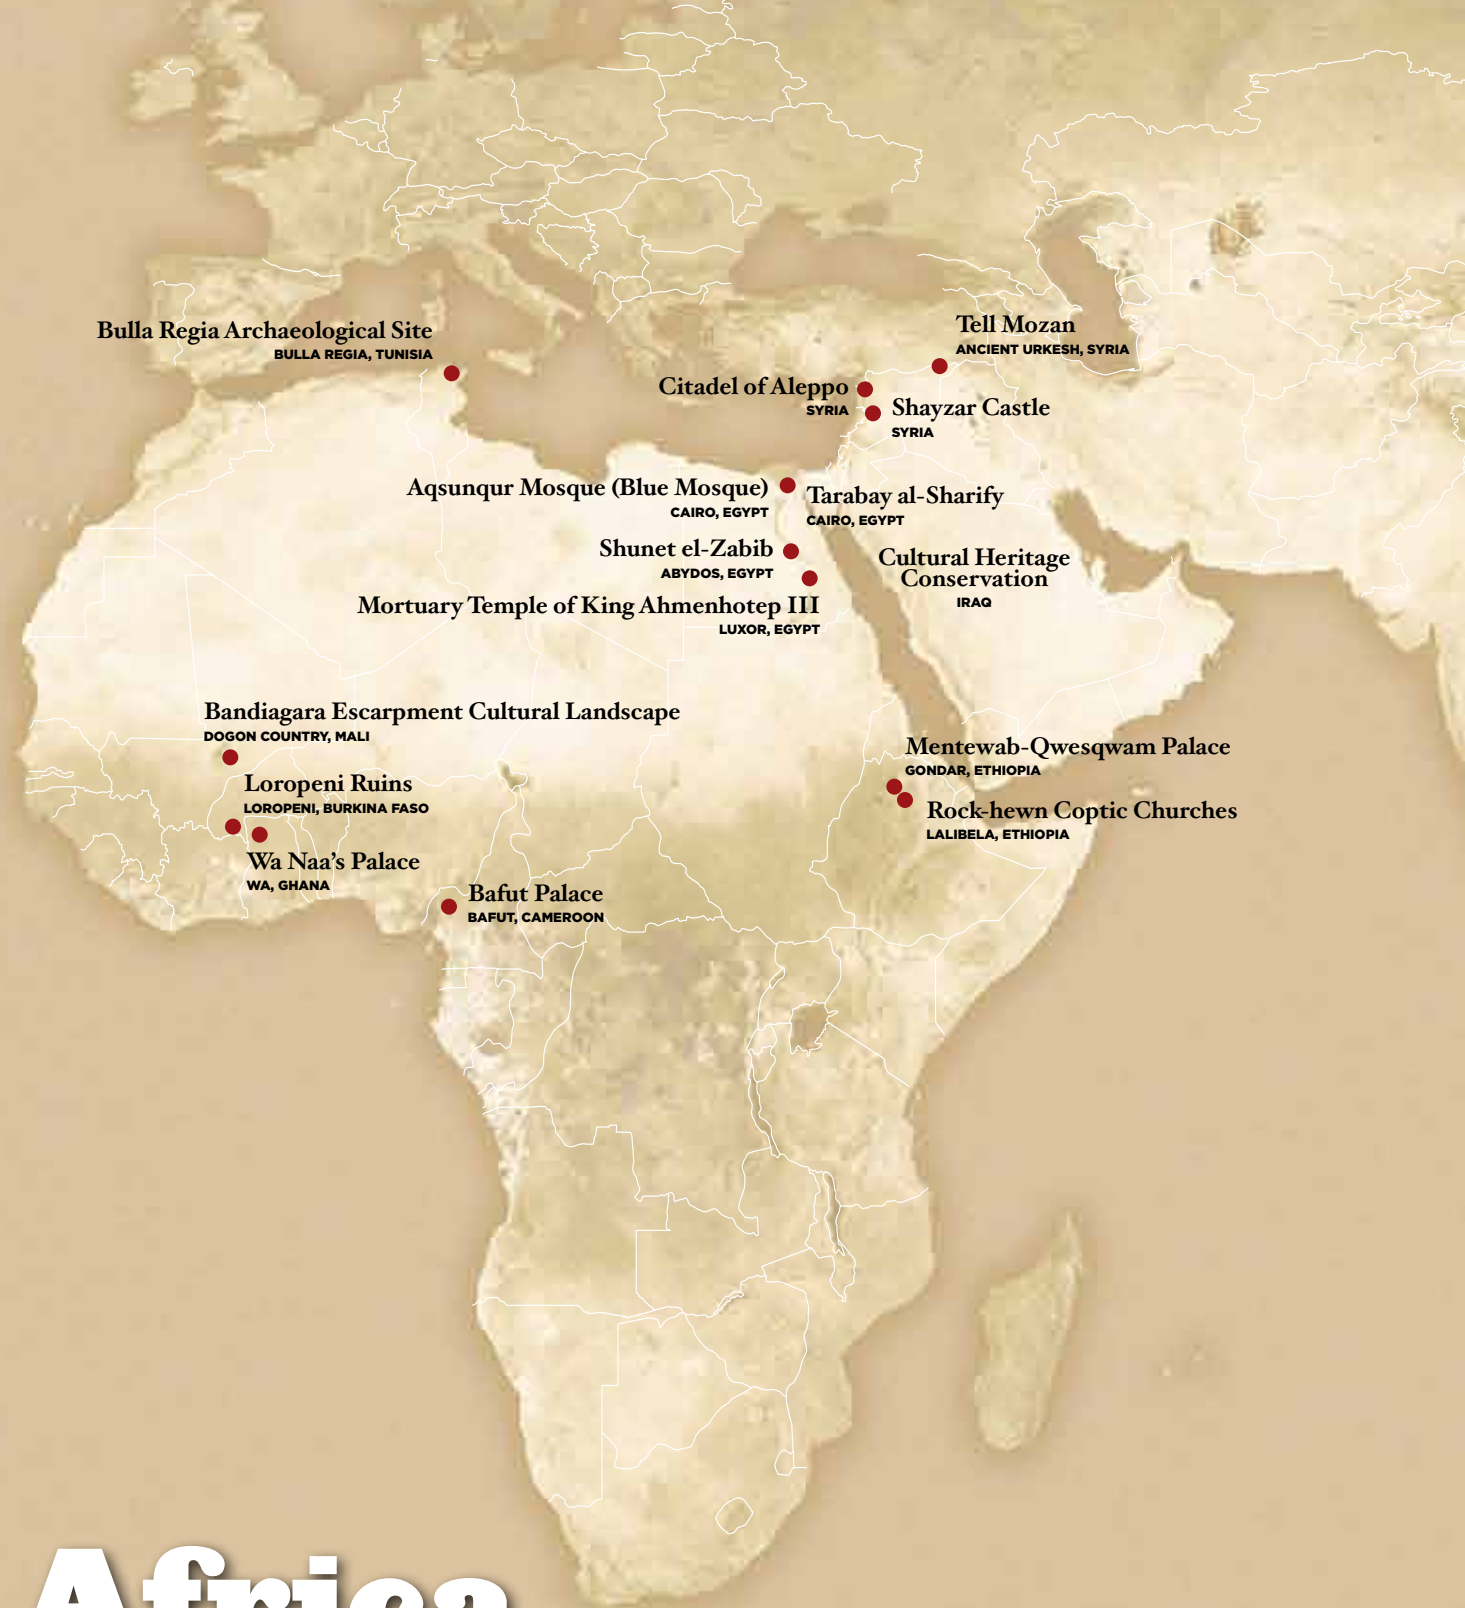 Bulla Regia Archaeological Site
BULLA REGIA, TUNISIA
Tell Mozan
ANCIENT URKESH, SYRIA
Citadel of Aleppo
SYRIA
Shayzar Castle
SYRIA
Aqsunqur Mosque (Blue Mosque)
CAIRO, EGYPT
Tarabay al-Sharify
CAIRO, EGYPT
Shunet el-Zabib
ABYDOS, EGYPT
Cultural Heritage
Conservation
IRAQ
Mortuary Temple of King Ahmenhotep III
LUXOR, EGYPT
Bandiagara Escarpment Cultural Landscape
DOGON COUNTRY, MALI
Mentewab-Qwesqwam Palace
GONDAR, ETHIOPIA
Loropeni Ruins
LOROPENI, BURKINA FASO
Rock-hewn Coptic Churches
LALIBELA, ETHIOPIA
Wa Naa’s Palace
WA, GHANA
Bafut Palace
BAFUT, CAMEROON
Africa